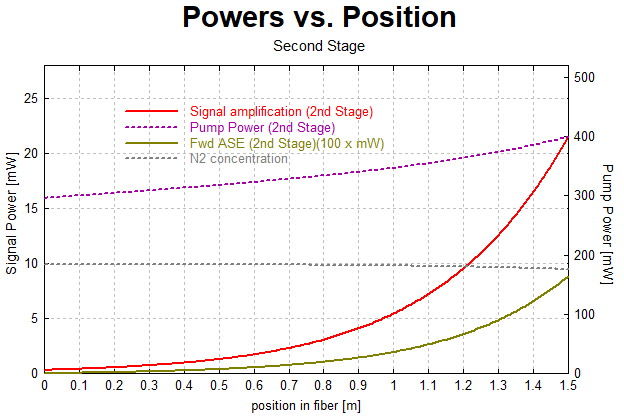 Powers vs. Position
Second Stage
Signal Power [mW]
25
20
15
10
5
0
Signal amplification (2nd Stage)
Pump Power (2nd Stage)
Fwd ASE (2nd Stage)(100 x mW)
N2 concentration
500
400
300
200
100
0
Pump Power [mW]
0 0.1 0.2 0.3 0.4 0.5 0.6 0.7 0.8 0.9 1 1.1 1.2 1.3 1.4 1.5
position in fiber [m]